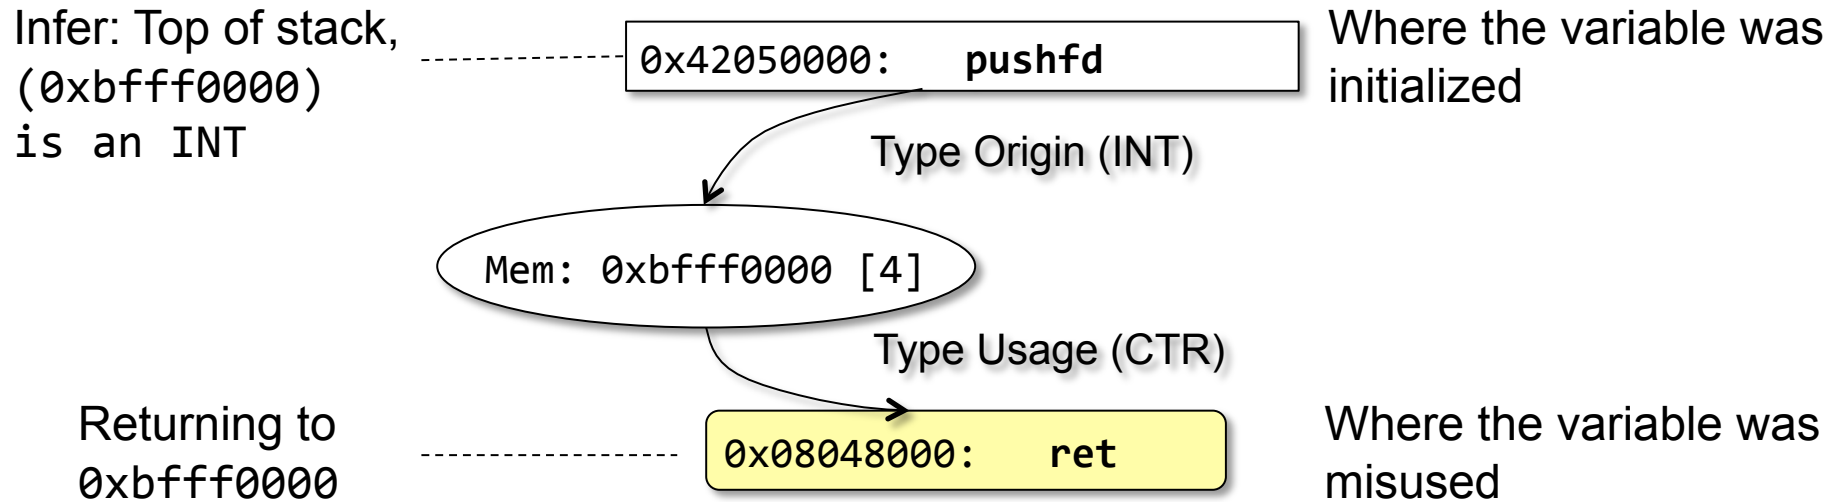 Infer: Top of stack,
(0xbfff0000)
is an INT
0x42050000: pushfd
Where the variable was
initialized
Type Origin (INT)
Mem: 0xbfff0000 [4]
Type Usage (CTR)
Returning to
0xbfff0000
0x08048000: ret
Where the variable was
misused